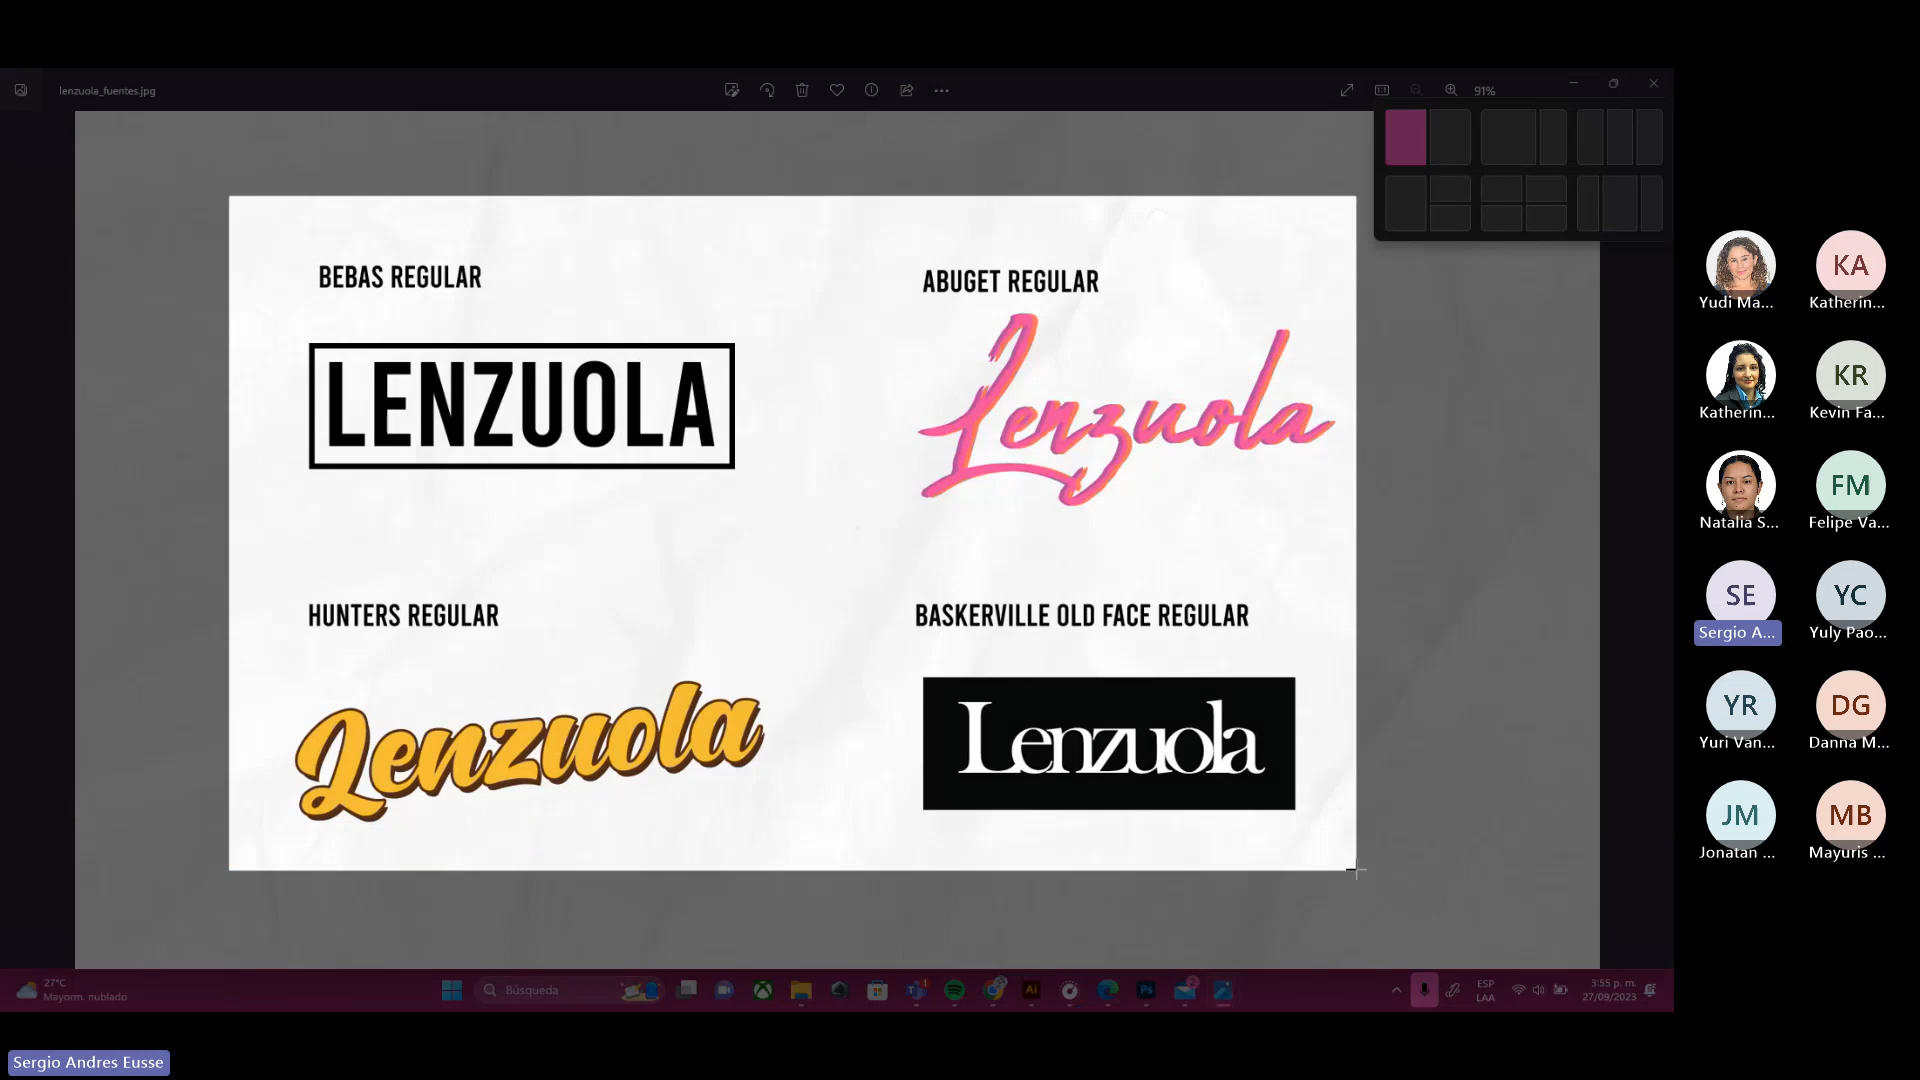 lenzuola_fuentes.jpg
91%
BEBAS REGULAR
LENZUOLA
ABUGET REGULAR
Lenzuola
HUNTERS REGULAR
Lenzuola
BASKERVILLE OLD FACE REGULAR
Lenzuola
Yudi Ma...
KA
Katherin...
Katherin...
KR
Kevin Fa...
Natalia S...
FM
Felipe Va...
SE
Sergio A...
YC
Yuly Pao...
YR
Yuri Van...
DG
Danna M...
JM
Jonatan ...
MB
Mayuris ...
27°C
Mayorm. nublado
Búsqueda
Ai
Ps
ESP
LAA
3:55 p. m.
27/09/2023
Sergio Andres Eusse